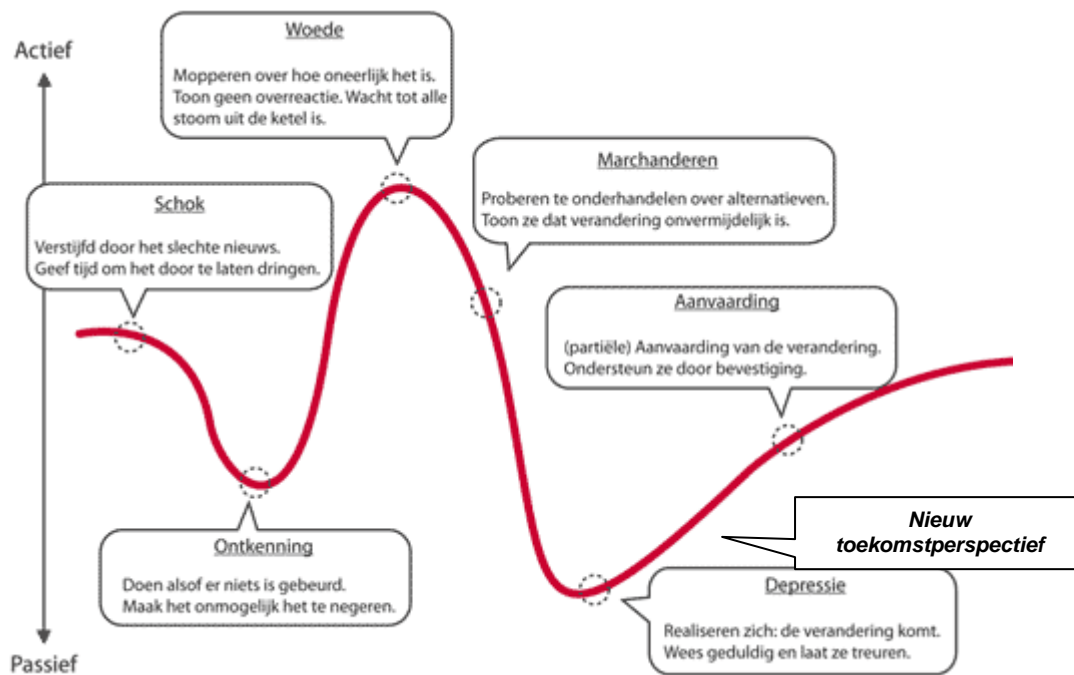 Actief
Woede
Mopperen over hoe oneerlijk het is.
Toon geen overreactie. Wacht tot alle
stoom uit de ketel is.
Marchanderen
Proberen te onderhandelen over alternatieven.
Toon ze dat verandering onvermijdelijk is.
Schok
Verstijfd door het slechte nieuws.
Geef tijd om het door te laten dringen.
Aanvaarding
(partiële) Aanvaarding van de verandering.
Ondersteun ze door bevestiging.
Nieuw
toekomstperspectief
Ontkenning
Doen alsof er niets is gebeurd.
Maak het onmogelijk het te negeren.
Depressie
Realiseren zich: de verandering komt.
Wees geduldig en laat ze treuren.
Passief